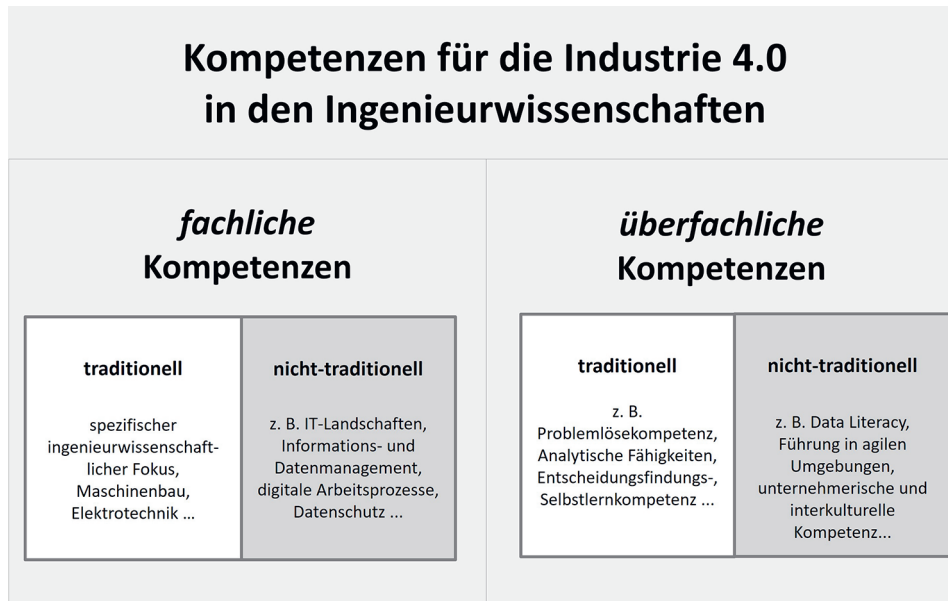 Kompetenzen für die Industrie 4.0
in den Ingenieurwissenschaften
fachliche
Kompetenzen
traditionell
spezifischer
ingenieurwissenschaft-
licher Fokus,
Maschinenbau,
Elektrotechnik ...
nicht-traditionell
z. B. IT-Landschaften,
Informations- und
Datenmanagement,
digitale Arbeitsprozesse,
Datenschutz ...
überfachliche
Kompetenzen
traditionell
z. B.
Problemlösekompetenz,
Analytische Fähigkeiten,
Entscheidungsfindungs-,
Selbstlernkompetenz ...
nicht-traditionell
z. B. Data Literacy,
Führung in agilen
Umgebungen,
unternehmerische und
interkulturelle
Kompetenz...